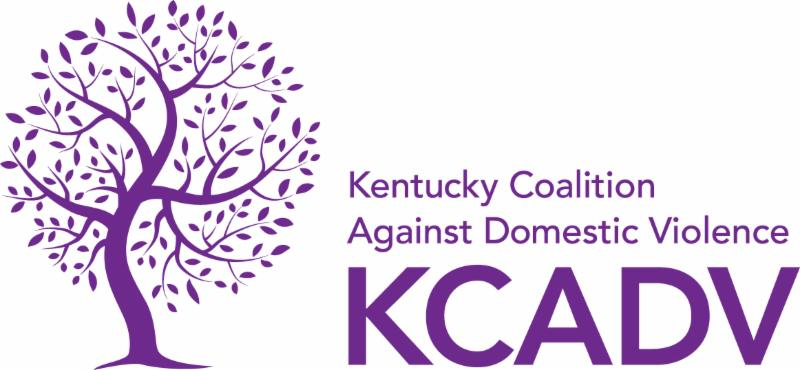 Kentucky Coalition
Against Domestic Violence
KCADV